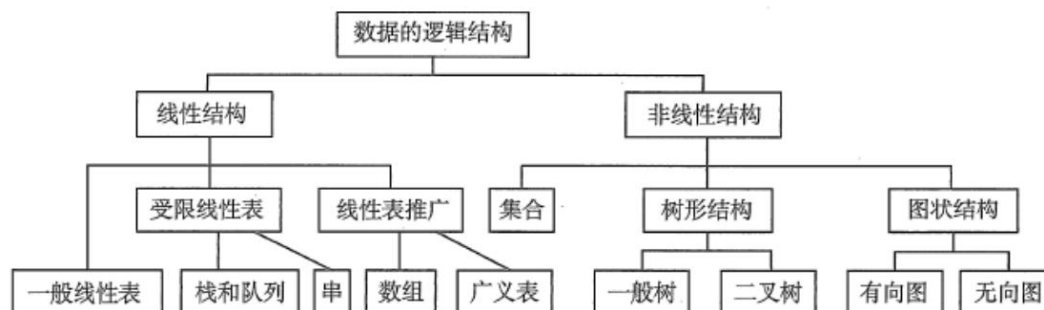 数据的逻辑结构
线性结构
非线性结构
受限线性表
线性表推广
集合
树形结构
图状结构
一般线性表
栈和队列
串
数组
广义表
一般树
二叉树
有向图
无向图